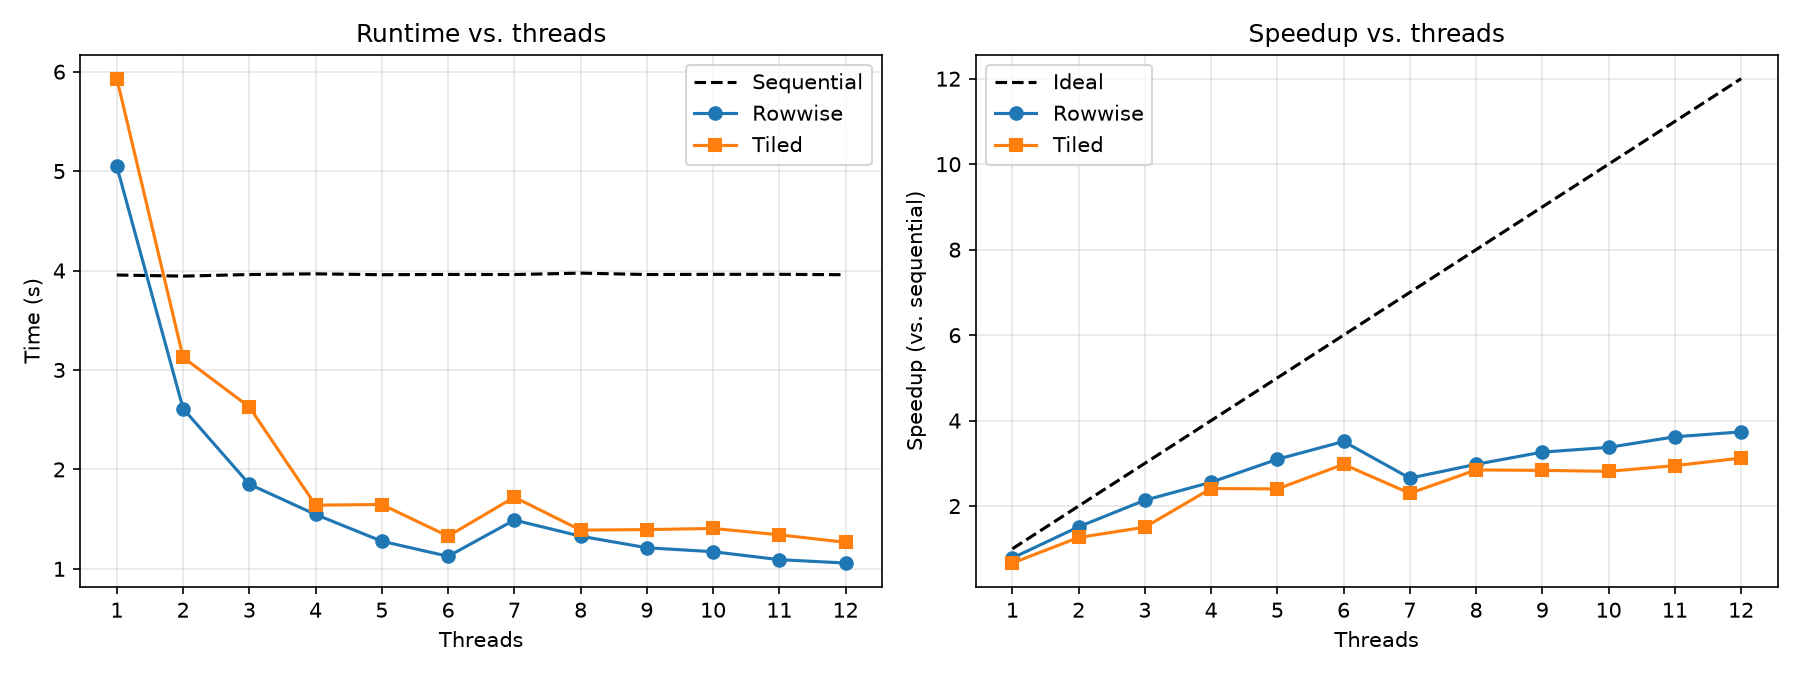 Runtime vs. threads
Time (s)
6
5
4
3
2
1
Sequential
Rowwise
Tiled
1 2 3 4 5 6 7 8 9 10 11 12
Threads
Speedup vs. threads
Speedup (vs. sequential)
12
10
8
6
4
2
Ideal
Rowwise
Tiled
1 2 3 4 5 6 7 8 9 10 11 12
Threads